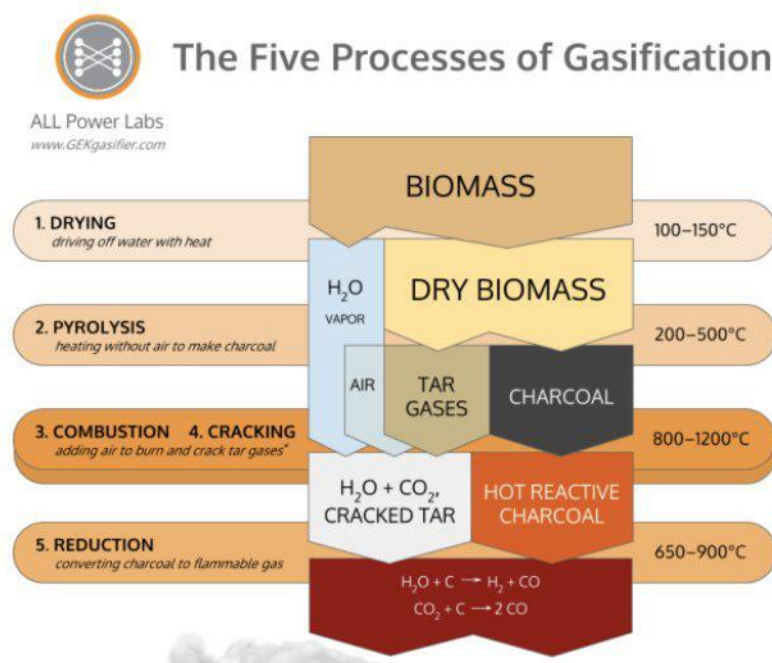 The Five Processes of Gasification
ALL Power Labs
www.GEKgasifier.com
BIOMASS
1. DRYING
driving off water with heat
100–150°C
H₂O
VAPOR
DRY BIOMASS
2. PYROLYSIS
heating without air to make charcoal
200–500°C
AIR
TAR
GASES
CHARCOAL
3. COMBUSTION 4. CRACKING
adding air to burn and crack tar gases*
800–1200°C
H₂O + CO₂,
CRACKED TAR
HOT REACTIVE
CHARCOAL
5. REDUCTION
converting charcoal to flammable gas
650–900°C
H₂O + C → H₂ + CO
CO₂ + C → 2 CO